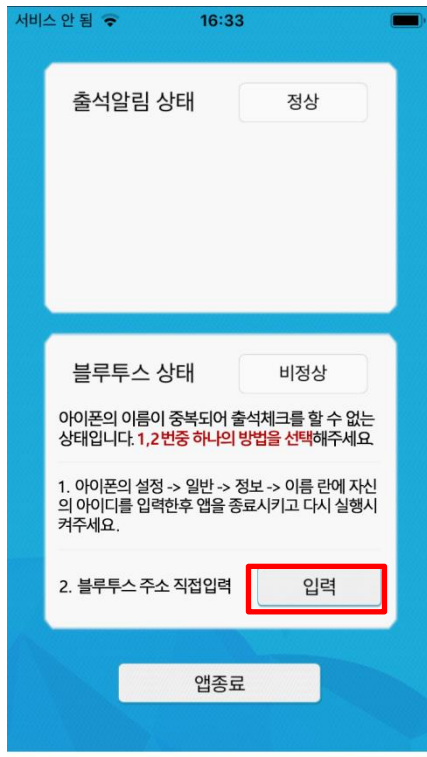 서비스 안 됨 16:33
출석알림 상태 정상
블루투스 상태 비정상
아이폰의 이름이 중복되어 출석체크를 할 수 없는
상태입니다. 1,2번중 하나의 방법을 선택해주세요.
1. 아이폰의 설정 -> 일반 -> 정보 -> 이름 란에 자신
의 아이디를 입력한후 앱을 종료시키고 다시 실행시
켜주세요.
2. 블루투스 주소 직접입력 입력
앱종료